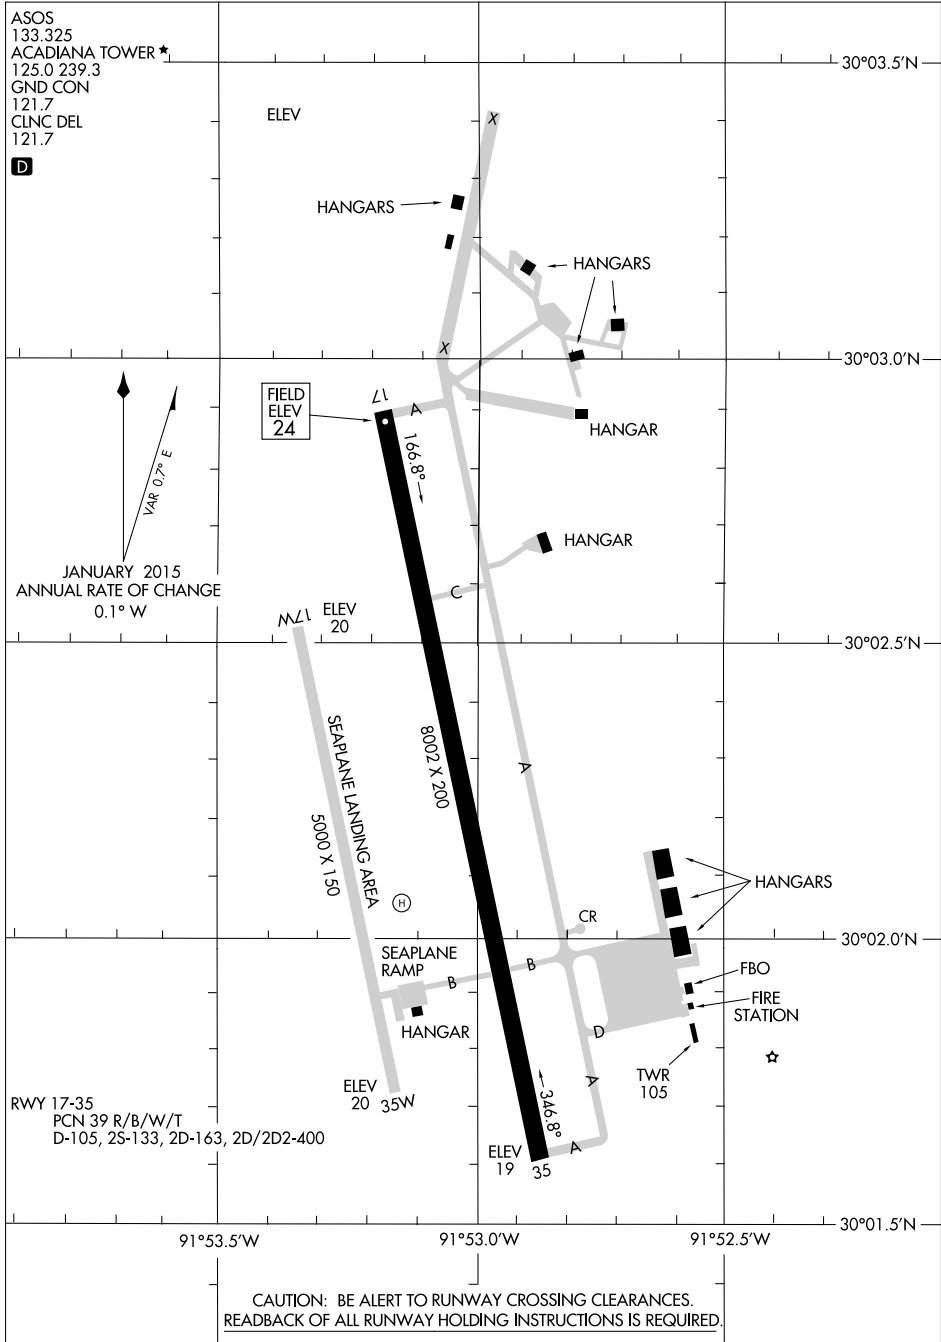 ASOS
133.325
ACADIANA TOWER
125.0 239.3
GND CON
121.7
CLNC DEL
121.7
D
30°03.5'N
ELEV
X
HANGARS
HANGARS
X
30°03.0'N
FIELD
ELEV
24
17
A
166.8°
HANGAR
VAR 0.7° E
HANGAR
JANUARY 2015
ANNUAL RATE OF CHANGE
0.1° W
C
17W
ELEV
20
30°02.5'N
SEAPLANE LANDING AREA
5000 X 150
8002 X 200
A
HANGARS
H
CR
30°02.0'N
SEAPLANE
RAMP
B
B
FBO
FIRE
STATION
HANGAR
D
TWR
105
A
ELEV
20
35W
346.8°
RWY 17-35
PCN 39 R/B/W/T
D-105, 2S-133, 2D-163, 2D/2D2-400
A
ELEV
19
35
30°01.5'N
91°53.5'W
91°53.0'W
91°52.5'W
CAUTION: BE ALERT TO RUNWAY CROSSING CLEARANCES.
READBACK OF ALL RUNWAY HOLDING INSTRUCTIONS IS REQUIRED.